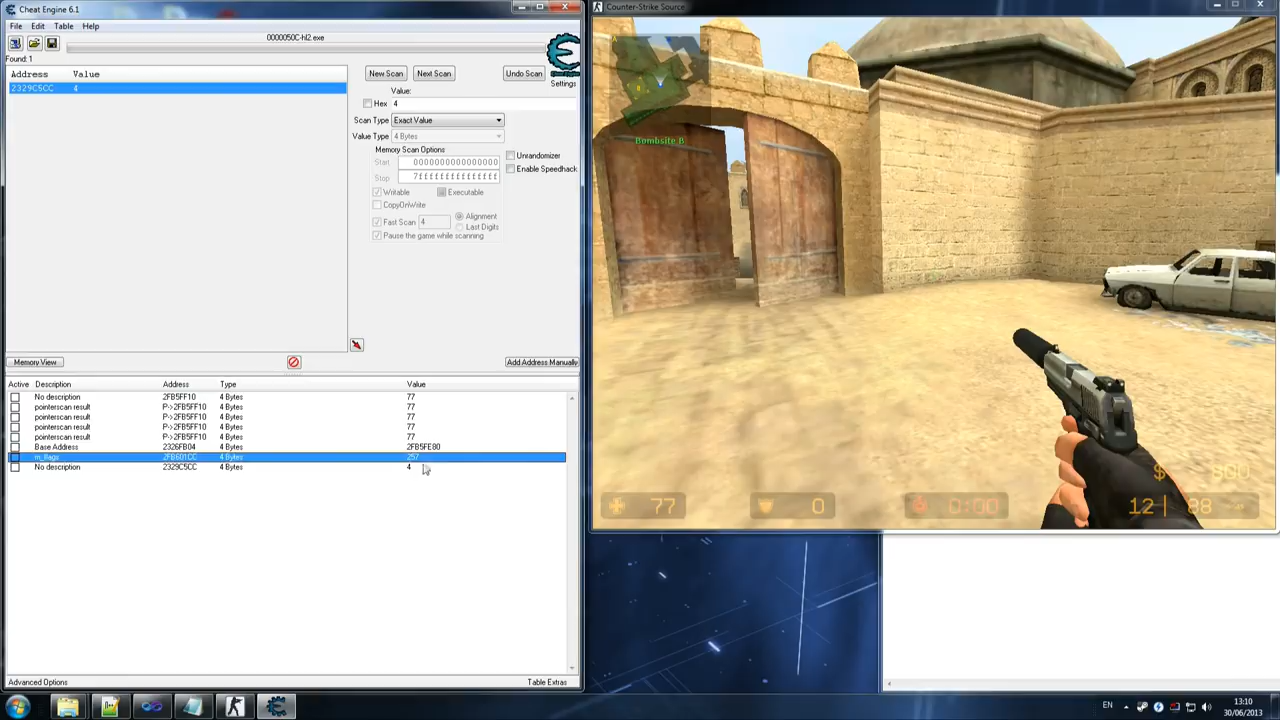 Cheat Engine 6.1
File Edit Table Help
0000050C-hl2.exe
Found: 1
Address Value
2329C5CC 4
New Scan Next Scan Undo Scan
Settings
Value:
Hex 4
Scan Type Exact Value
Value Type 4 Bytes
Memory Scan Options
Start 0000000000000000
Stop 7fffffffffffffff
Writable Executable
CopyOnWrite
Fast Scan 4 Alignment
Last Digits
Pause the game while scanning
Unrandomizer
Enable Speedhack
Memory View Add Address Manually
Active Description Address Type Value
No description 2FB5FF10 4 Bytes 77
pointerscan result P->2FB5FF10 4 Bytes 77
pointerscan result P->2FB5FF10 4 Bytes 77
pointerscan result P->2FB5FF10 4 Bytes 77
pointerscan result P->2FB5FF10 4 Bytes 77
Base Address 2326FB04 4 Bytes 2FB5FE80
m_flags 2FB601CC 4 Bytes 257
No description 2329C5CC 4 Bytes 4
Advanced Options Table Extras
Counter-Strike Source
Bombsite B
$ 800
77 0 0:00 12 | 88
EN 13:10
30/06/2013